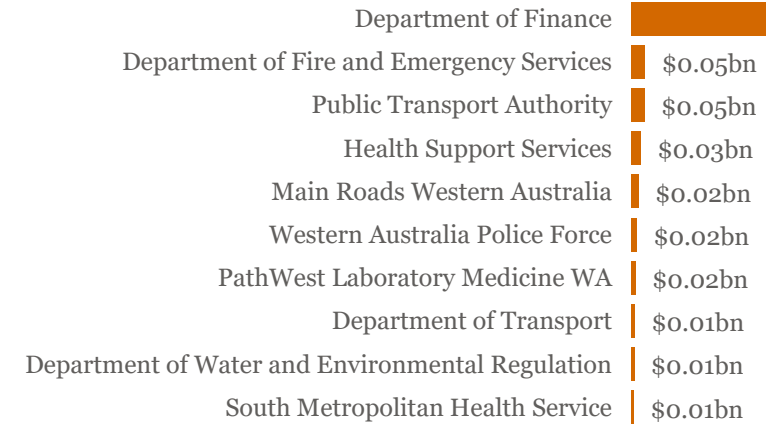 Department of Finance
Department of Fire and Emergency Services $0.05bn
Public Transport Authority $0.05bn
Health Support Services $0.03bn
Main Roads Western Australia $0.02bn
Western Australia Police Force $0.02bn
PathWest Laboratory Medicine WA $0.02bn
Department of Transport $0.01bn
Department of Water and Environmental Regulation $0.01bn
South Metropolitan Health Service $0.01bn